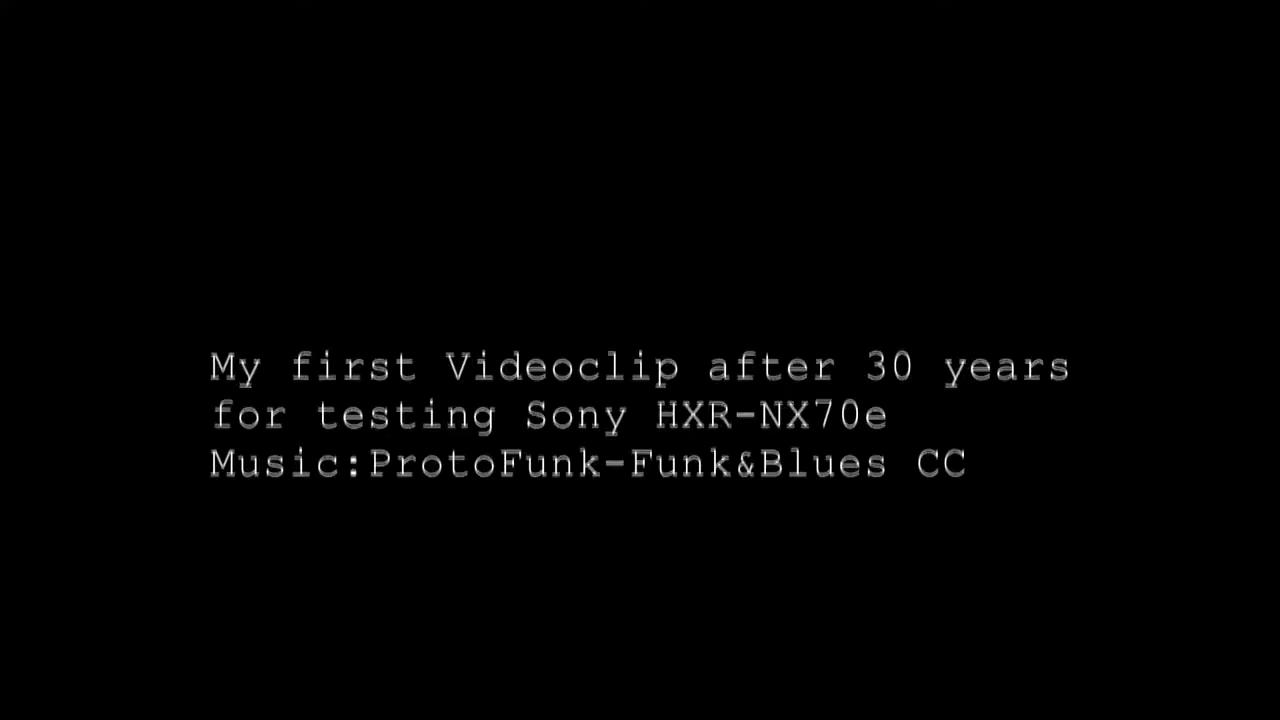 My first Videoclip after 30 years
for testing Sony HXR-NX70e
Music:ProtoFunk-Funk&Blues CC